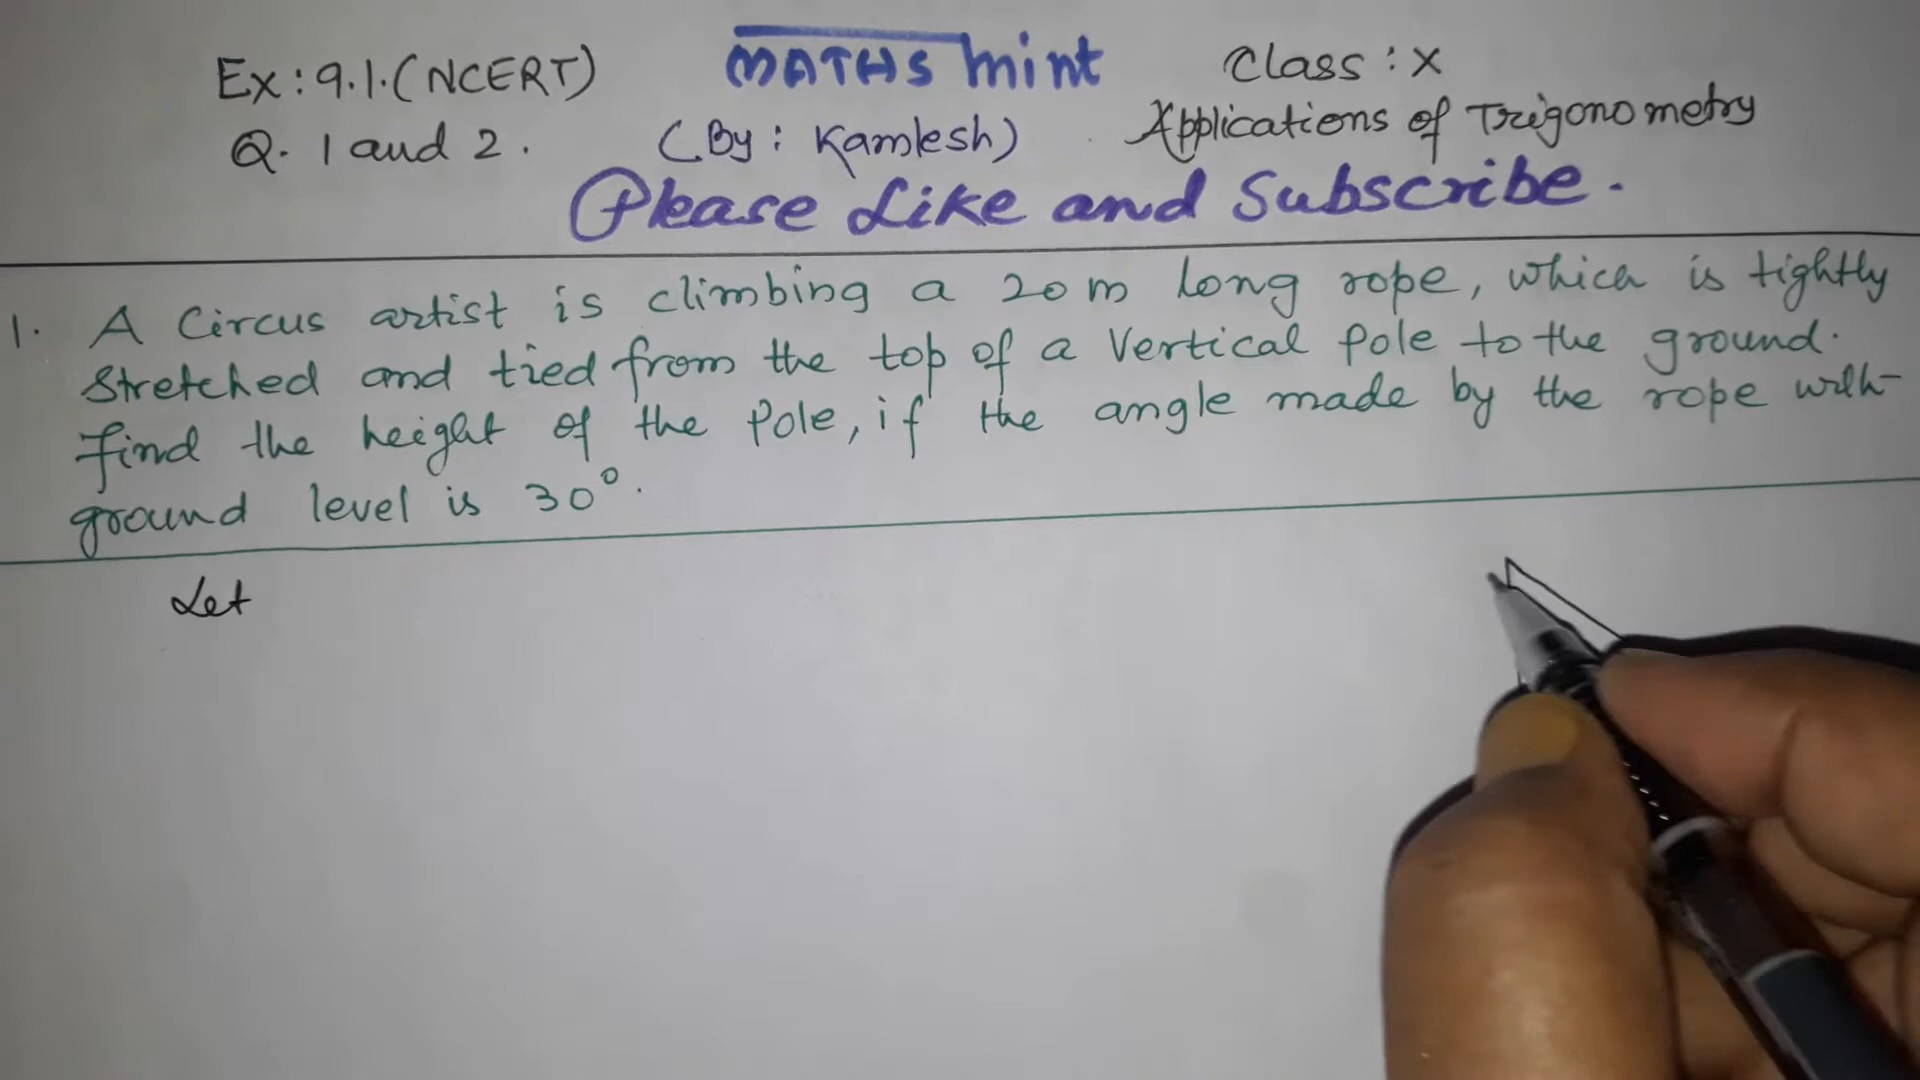 Ex: 9.1. (NCERT) MATHS mint Class: X
Q. 1 and 2. (By: Kamlesh) Applications of Trigonometry
Please Like and Subscribe.
1. A Circus artist is climbing a 20 m long rope, which is tightly
stretched and tied from the top of a vertical pole to the ground.
find the height of the pole, if the angle made by the rope with
ground level is 30°.
Let